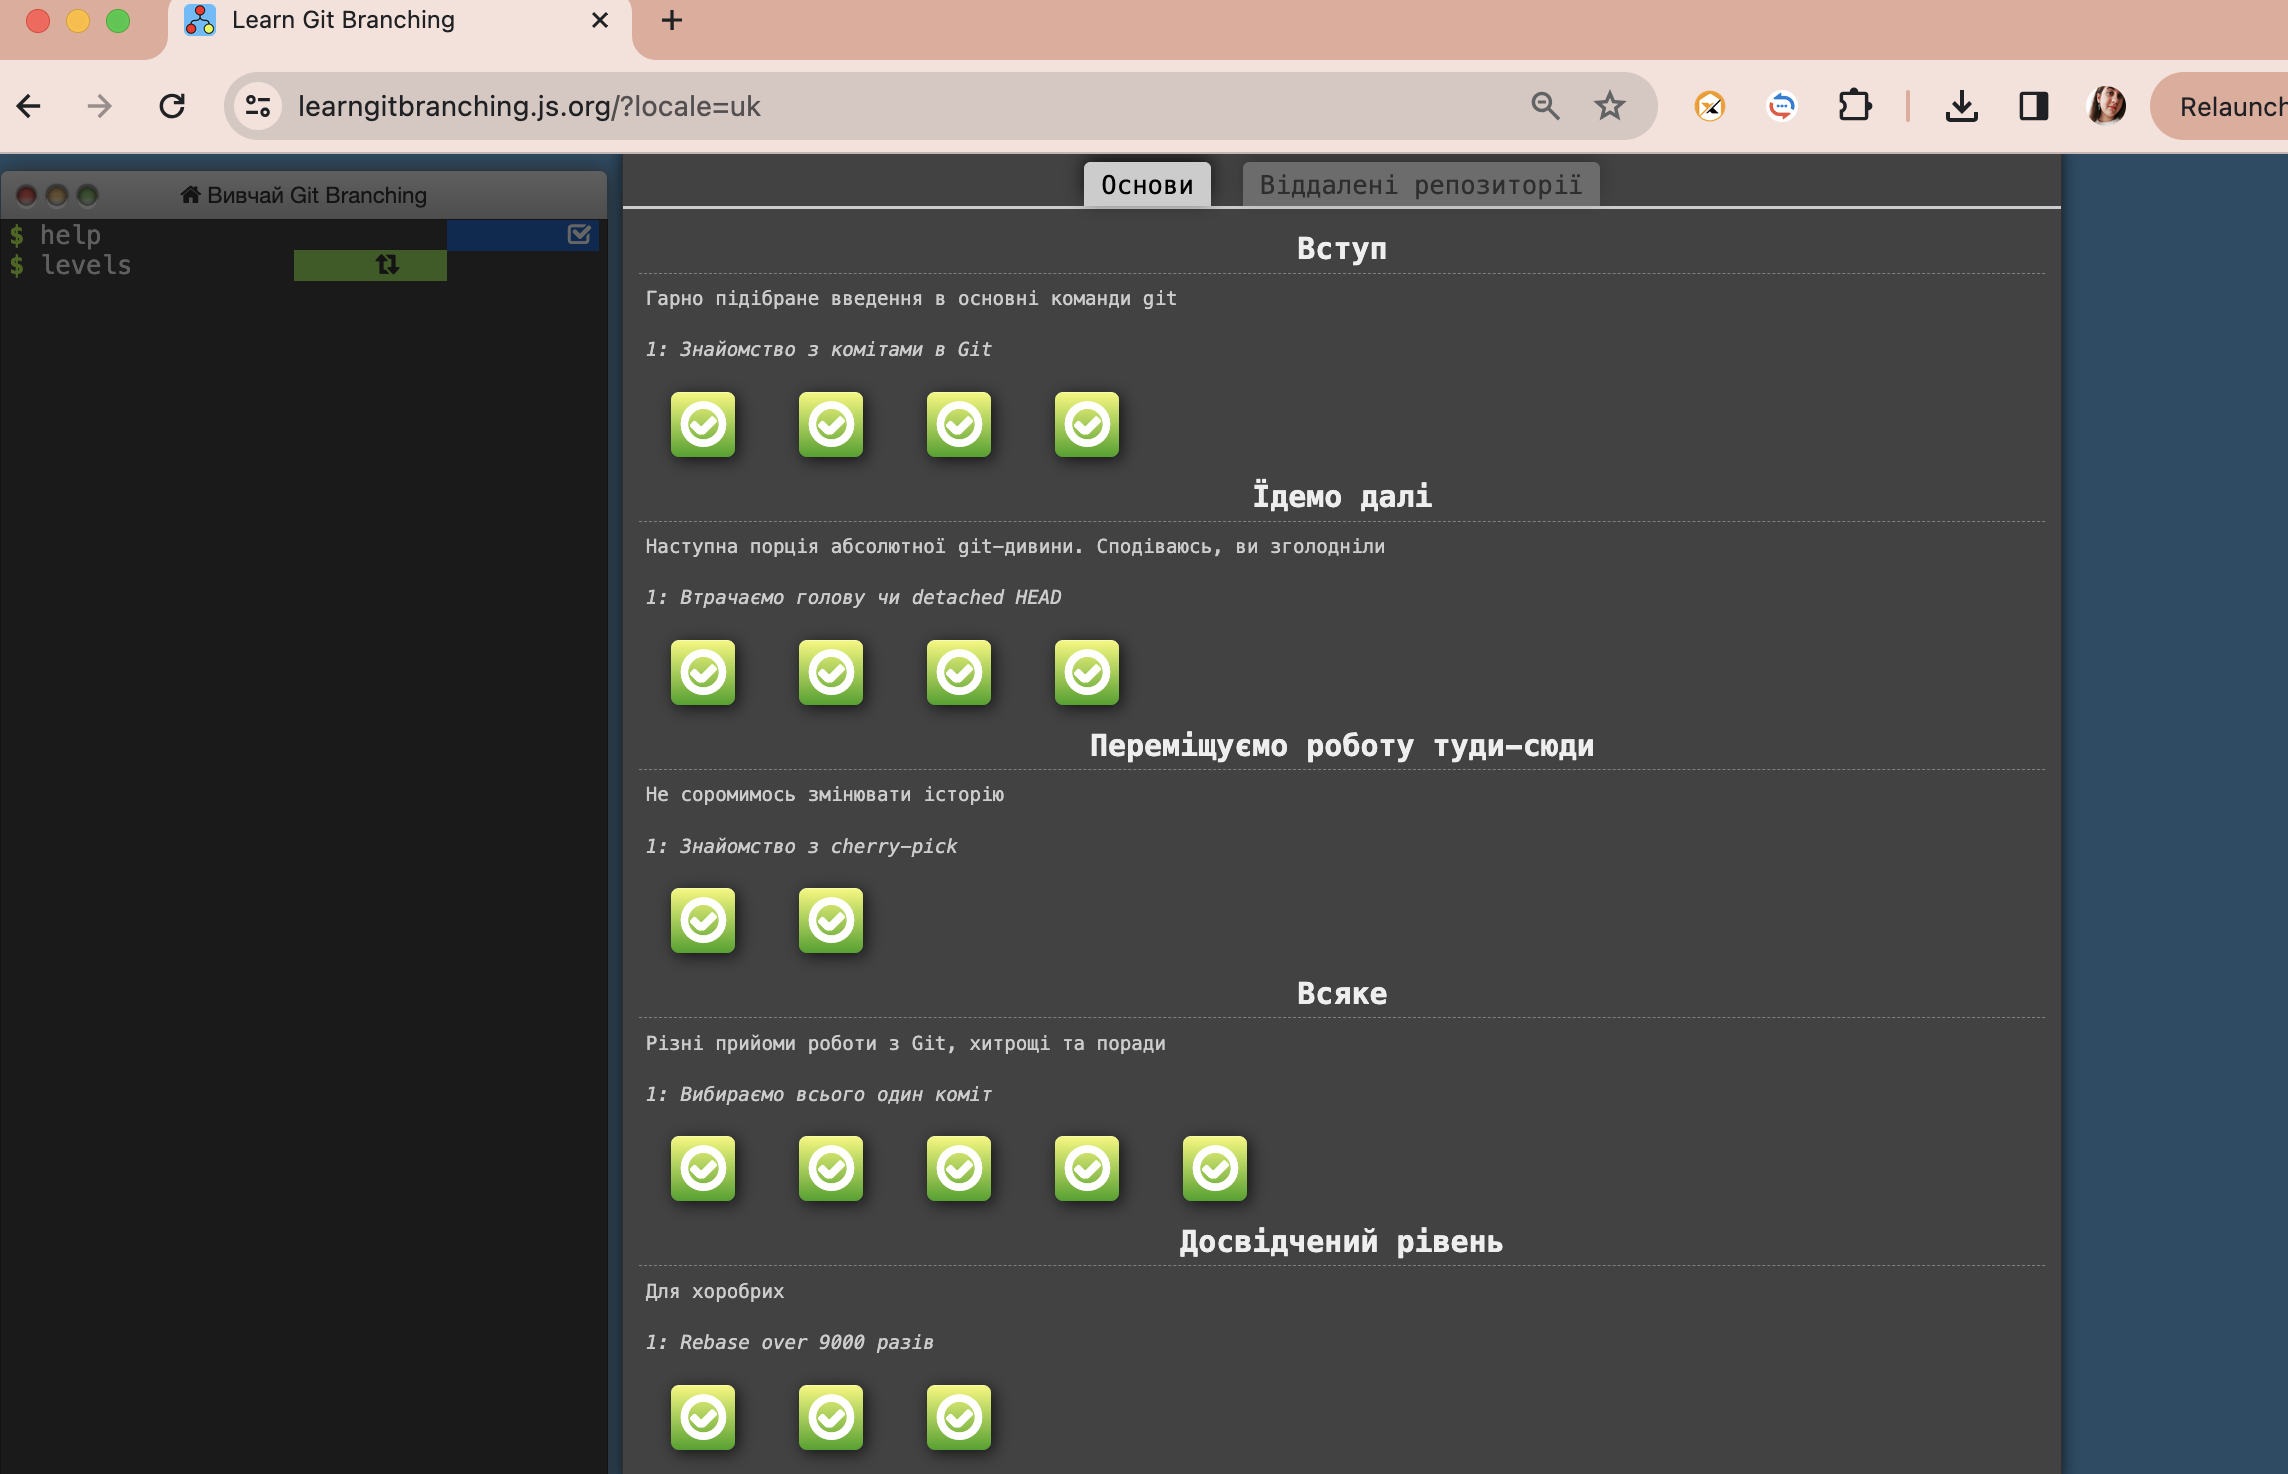 Learn Git Branching
learngitbranching.js.org/?locale=uk
Relaunch
Вивчай Git Branching
$ help
$ levels
Основи
Віддалені репозиторії
Вступ
Гарно підібране введення в основні команди git
1: Знайомство з комітами в Git
Їдемо далі
Наступна порція абсолютної git-дивини. Сподіваюсь, ви зголодніли
1: Втрачаємо голову чи detached HEAD
Переміщуємо роботу туди-сюди
Не соромимось змінювати історію
1: Знайомство з cherry-pick
Всяке
Різні прийоми роботи з Git, хитрощі та поради
1: Вибираємо всього один коміт
Досвідчений рівень
Для хоробрих
1: Rebase over 9000 разів